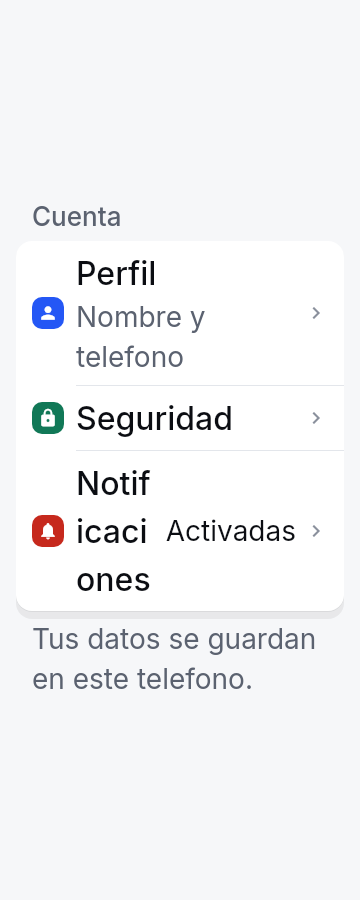 Cuenta
Perfil
Nombre y
telefono
Seguridad
Notif
icaci
ones
Activadas
Tus datos se guardan
en este telefono.